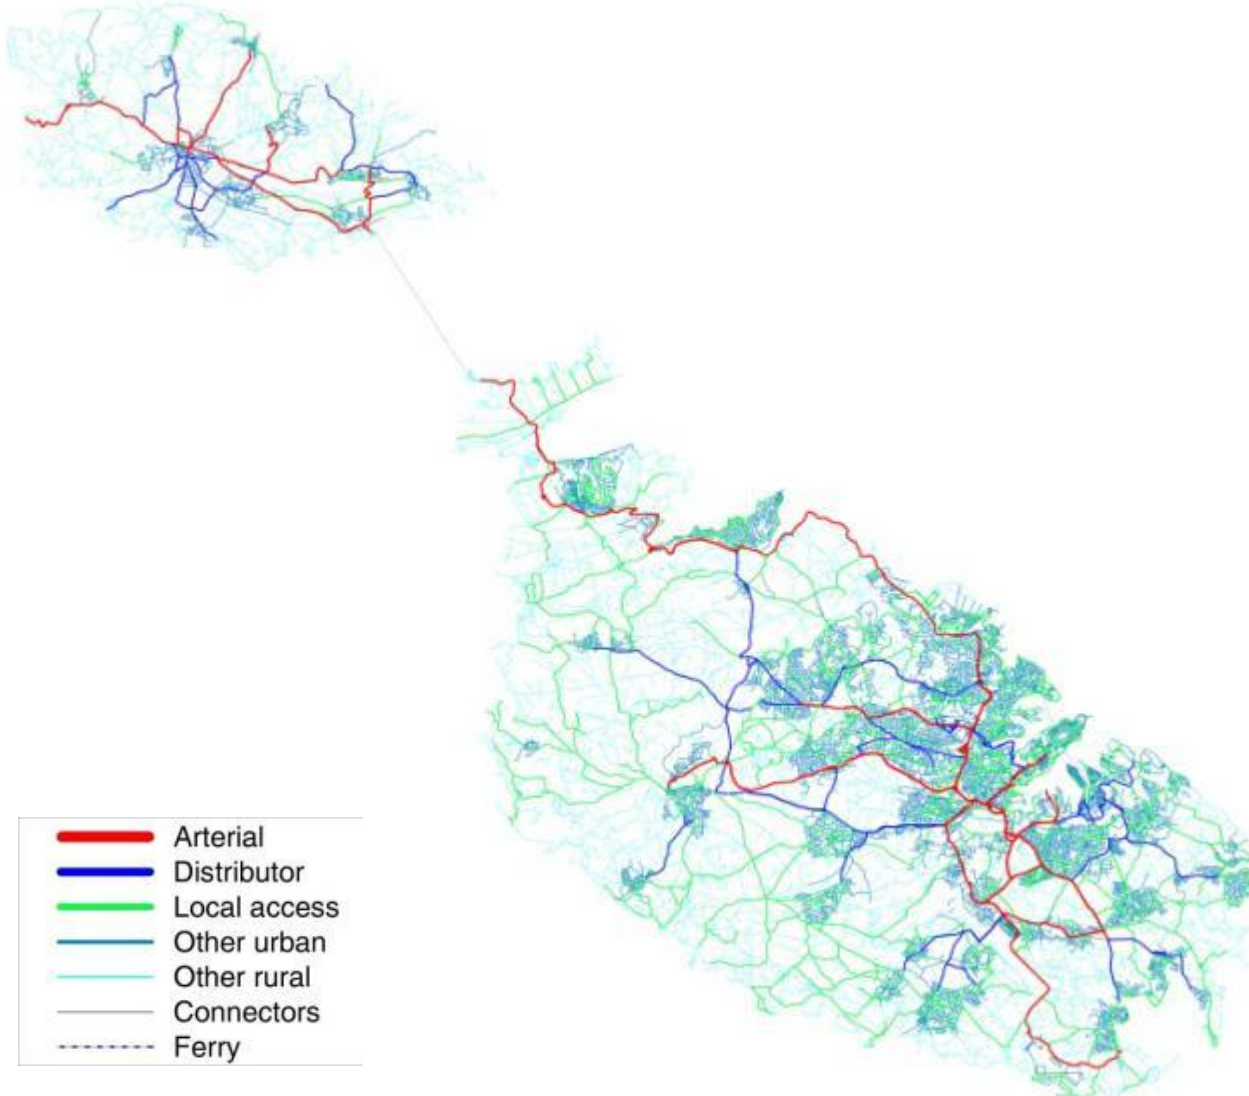 Arterial
Distributor
Local access
Other urban
Other rural
Connectors
Ferry